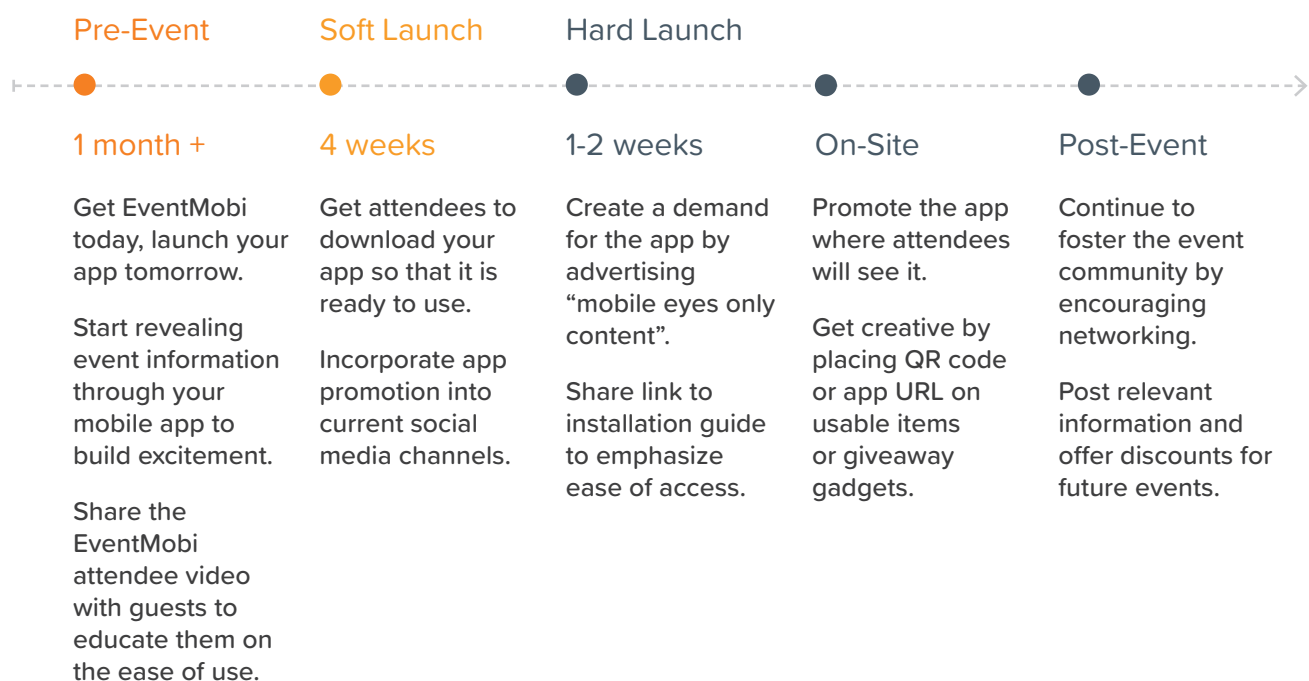 Pre-Event
Soft Launch
Hard Launch
1 month +
Get EventMobi
today, launch your
app tomorrow.
Start revealing
event information
through your
mobile app to
build excitement.
Share the
EventMobi
attendee video
with guests to
educate them on
the ease of use.
4 weeks
Get attendees to
download your
app so that it is
ready to use.
Incorporate app
promotion into
current social
media channels.
1-2 weeks
Create a demand
for the app by
advertising
“mobile eyes only
content”.
Share link to
installation guide
to emphasize
ease of access.
On-Site
Promote the app
where attendees
will see it.
Get creative by
placing QR code
or app URL on
usable items
or giveaway
gadgets.
Post-Event
Continue to
foster the event
community by
encouraging
networking.
Post relevant
information and
offer discounts for
future events.